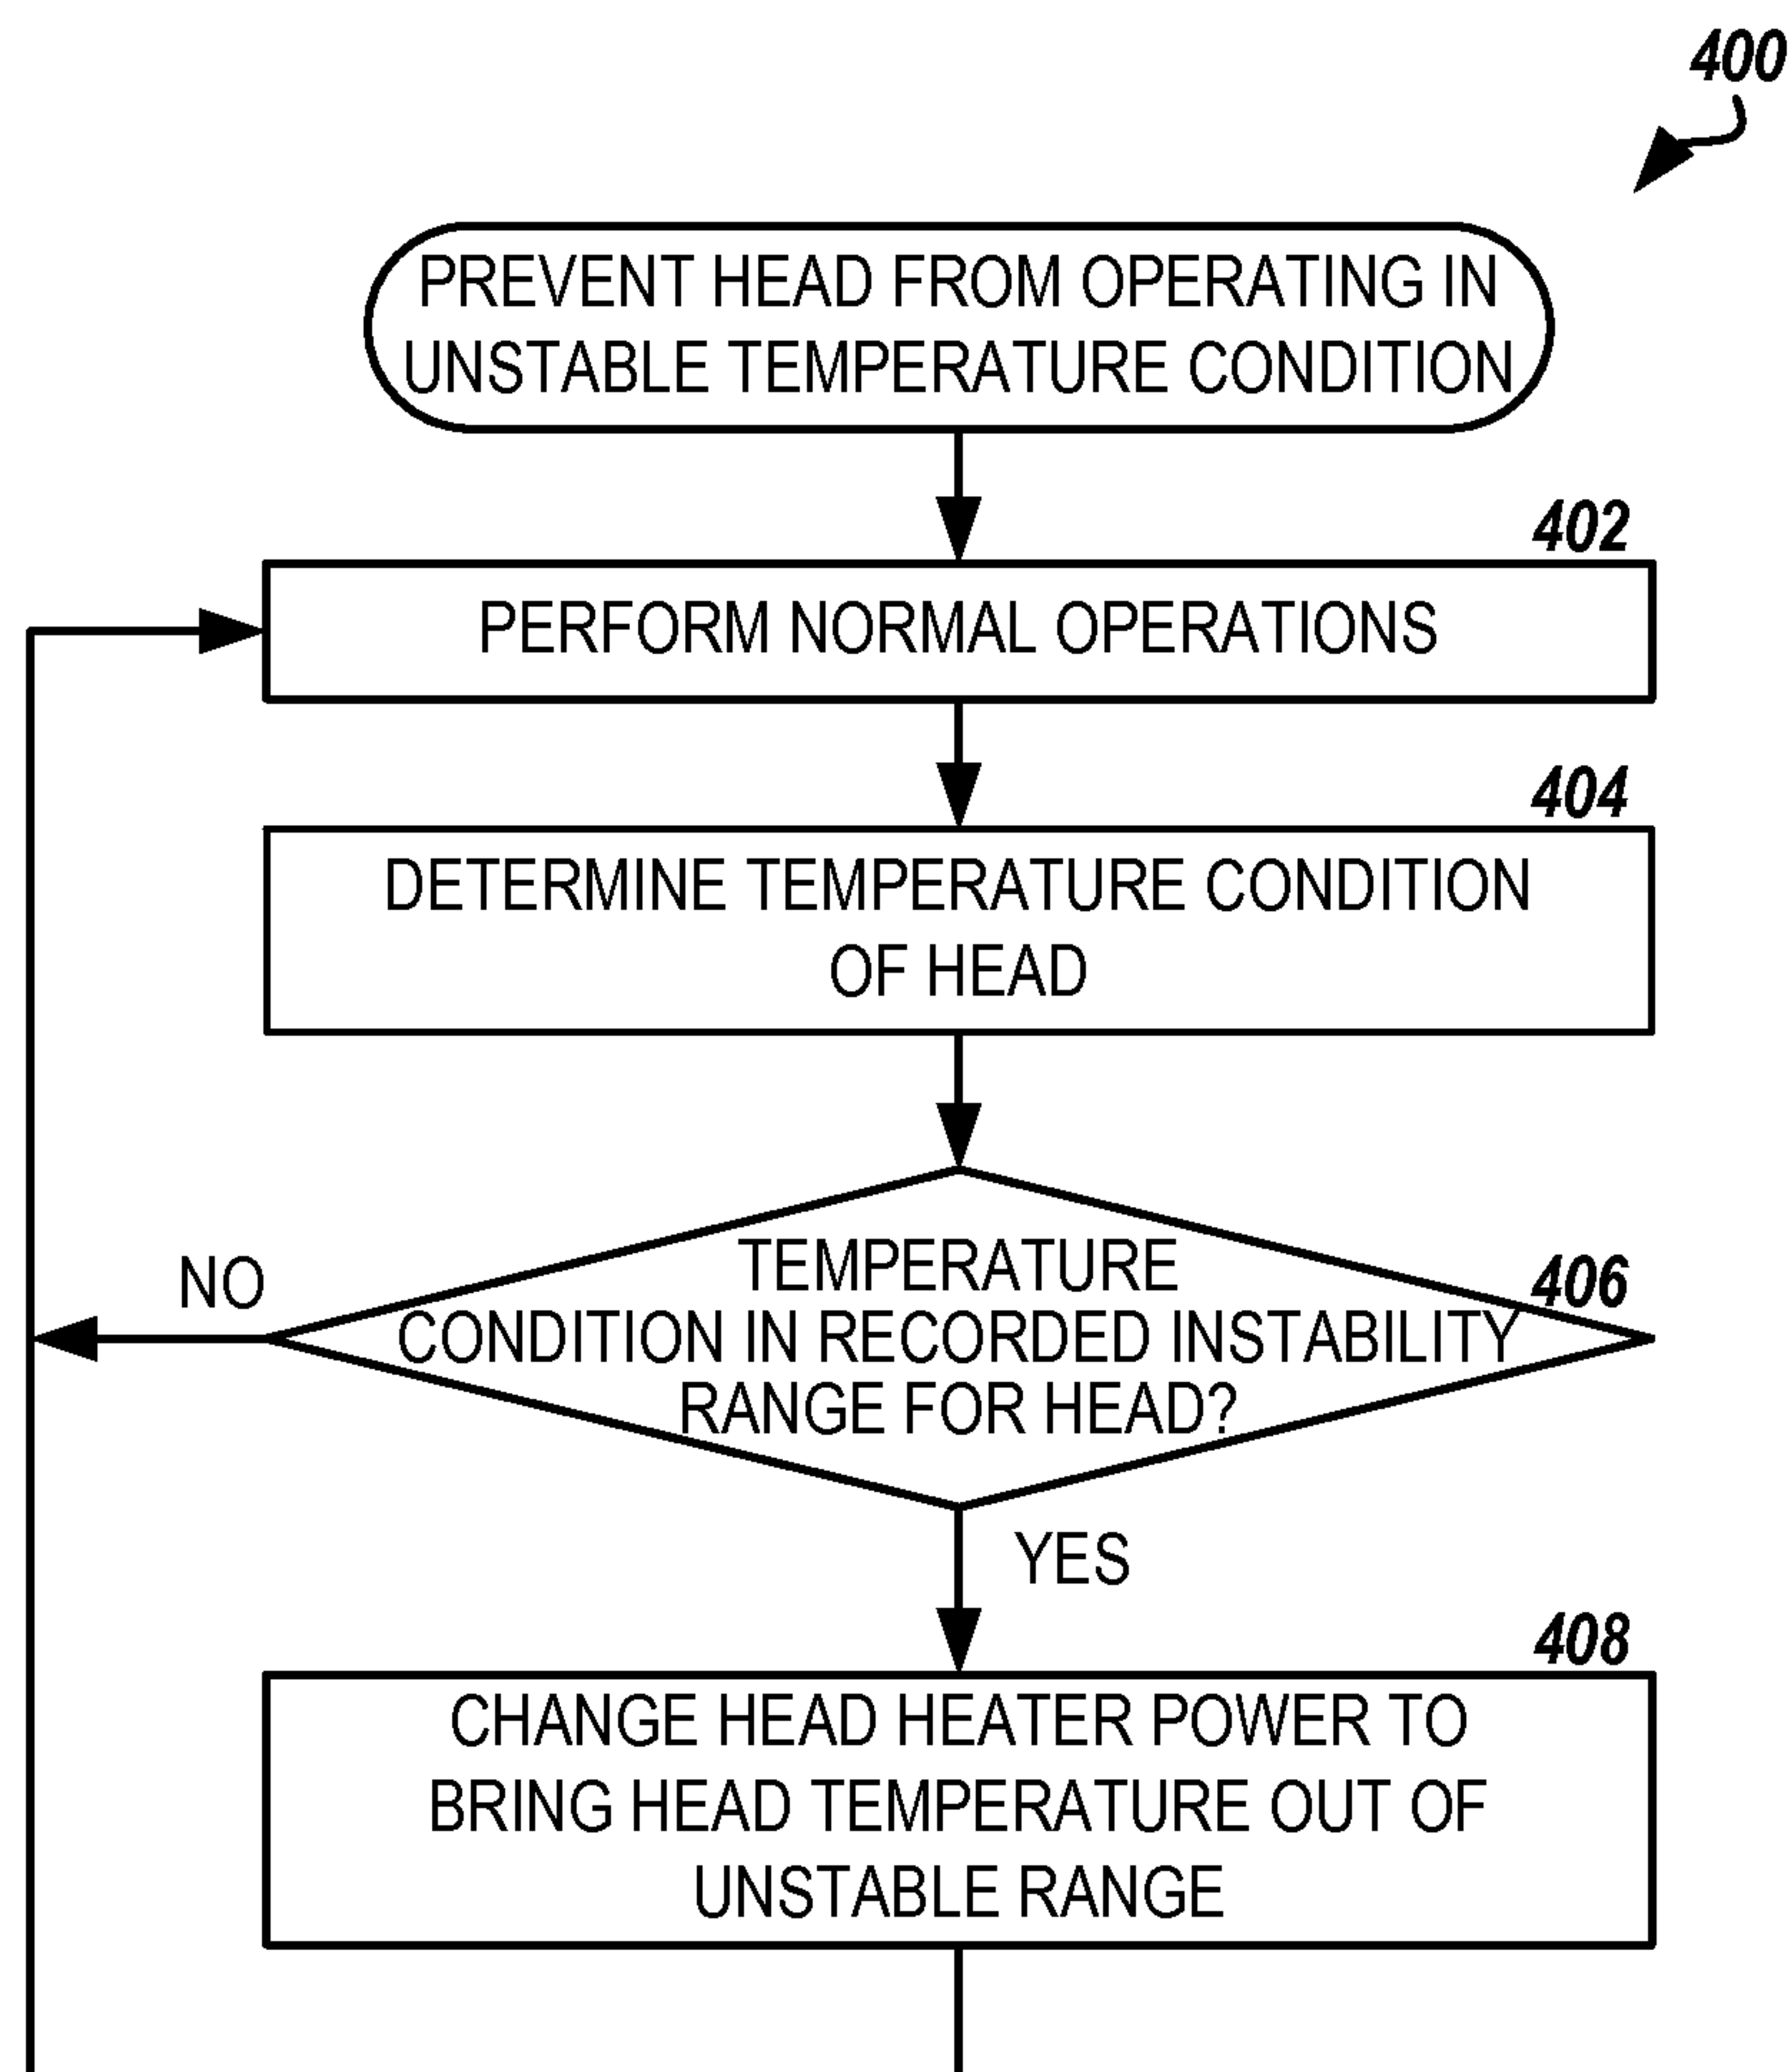 400
PREVENT HEAD FROM OPERATING IN
UNSTABLE TEMPERATURE CONDITION
402
PERFORM NORMAL OPERATIONS
404
DETERMINE TEMPERATURE CONDITION
OF HEAD
406
TEMPERATURE
CONDITION IN RECORDED INSTABILITY
RANGE FOR HEAD?
NO
YES
408
CHANGE HEAD HEATER POWER TO
BRING HEAD TEMPERATURE OUT OF
UNSTABLE RANGE